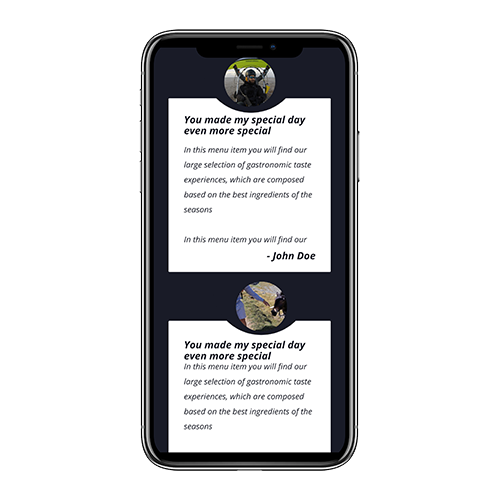 You made my special day
even more special
In this menu item you will find our
large selection of gastronomic taste
experiences, which are composed
based on the best ingredients of the
seasons
In this menu item you will find our
- John Doe
You made my special day
even more special
In this menu item you will find our
large selection of gastronomic taste
experiences, which are composed
based on the best ingredients of the
seasons